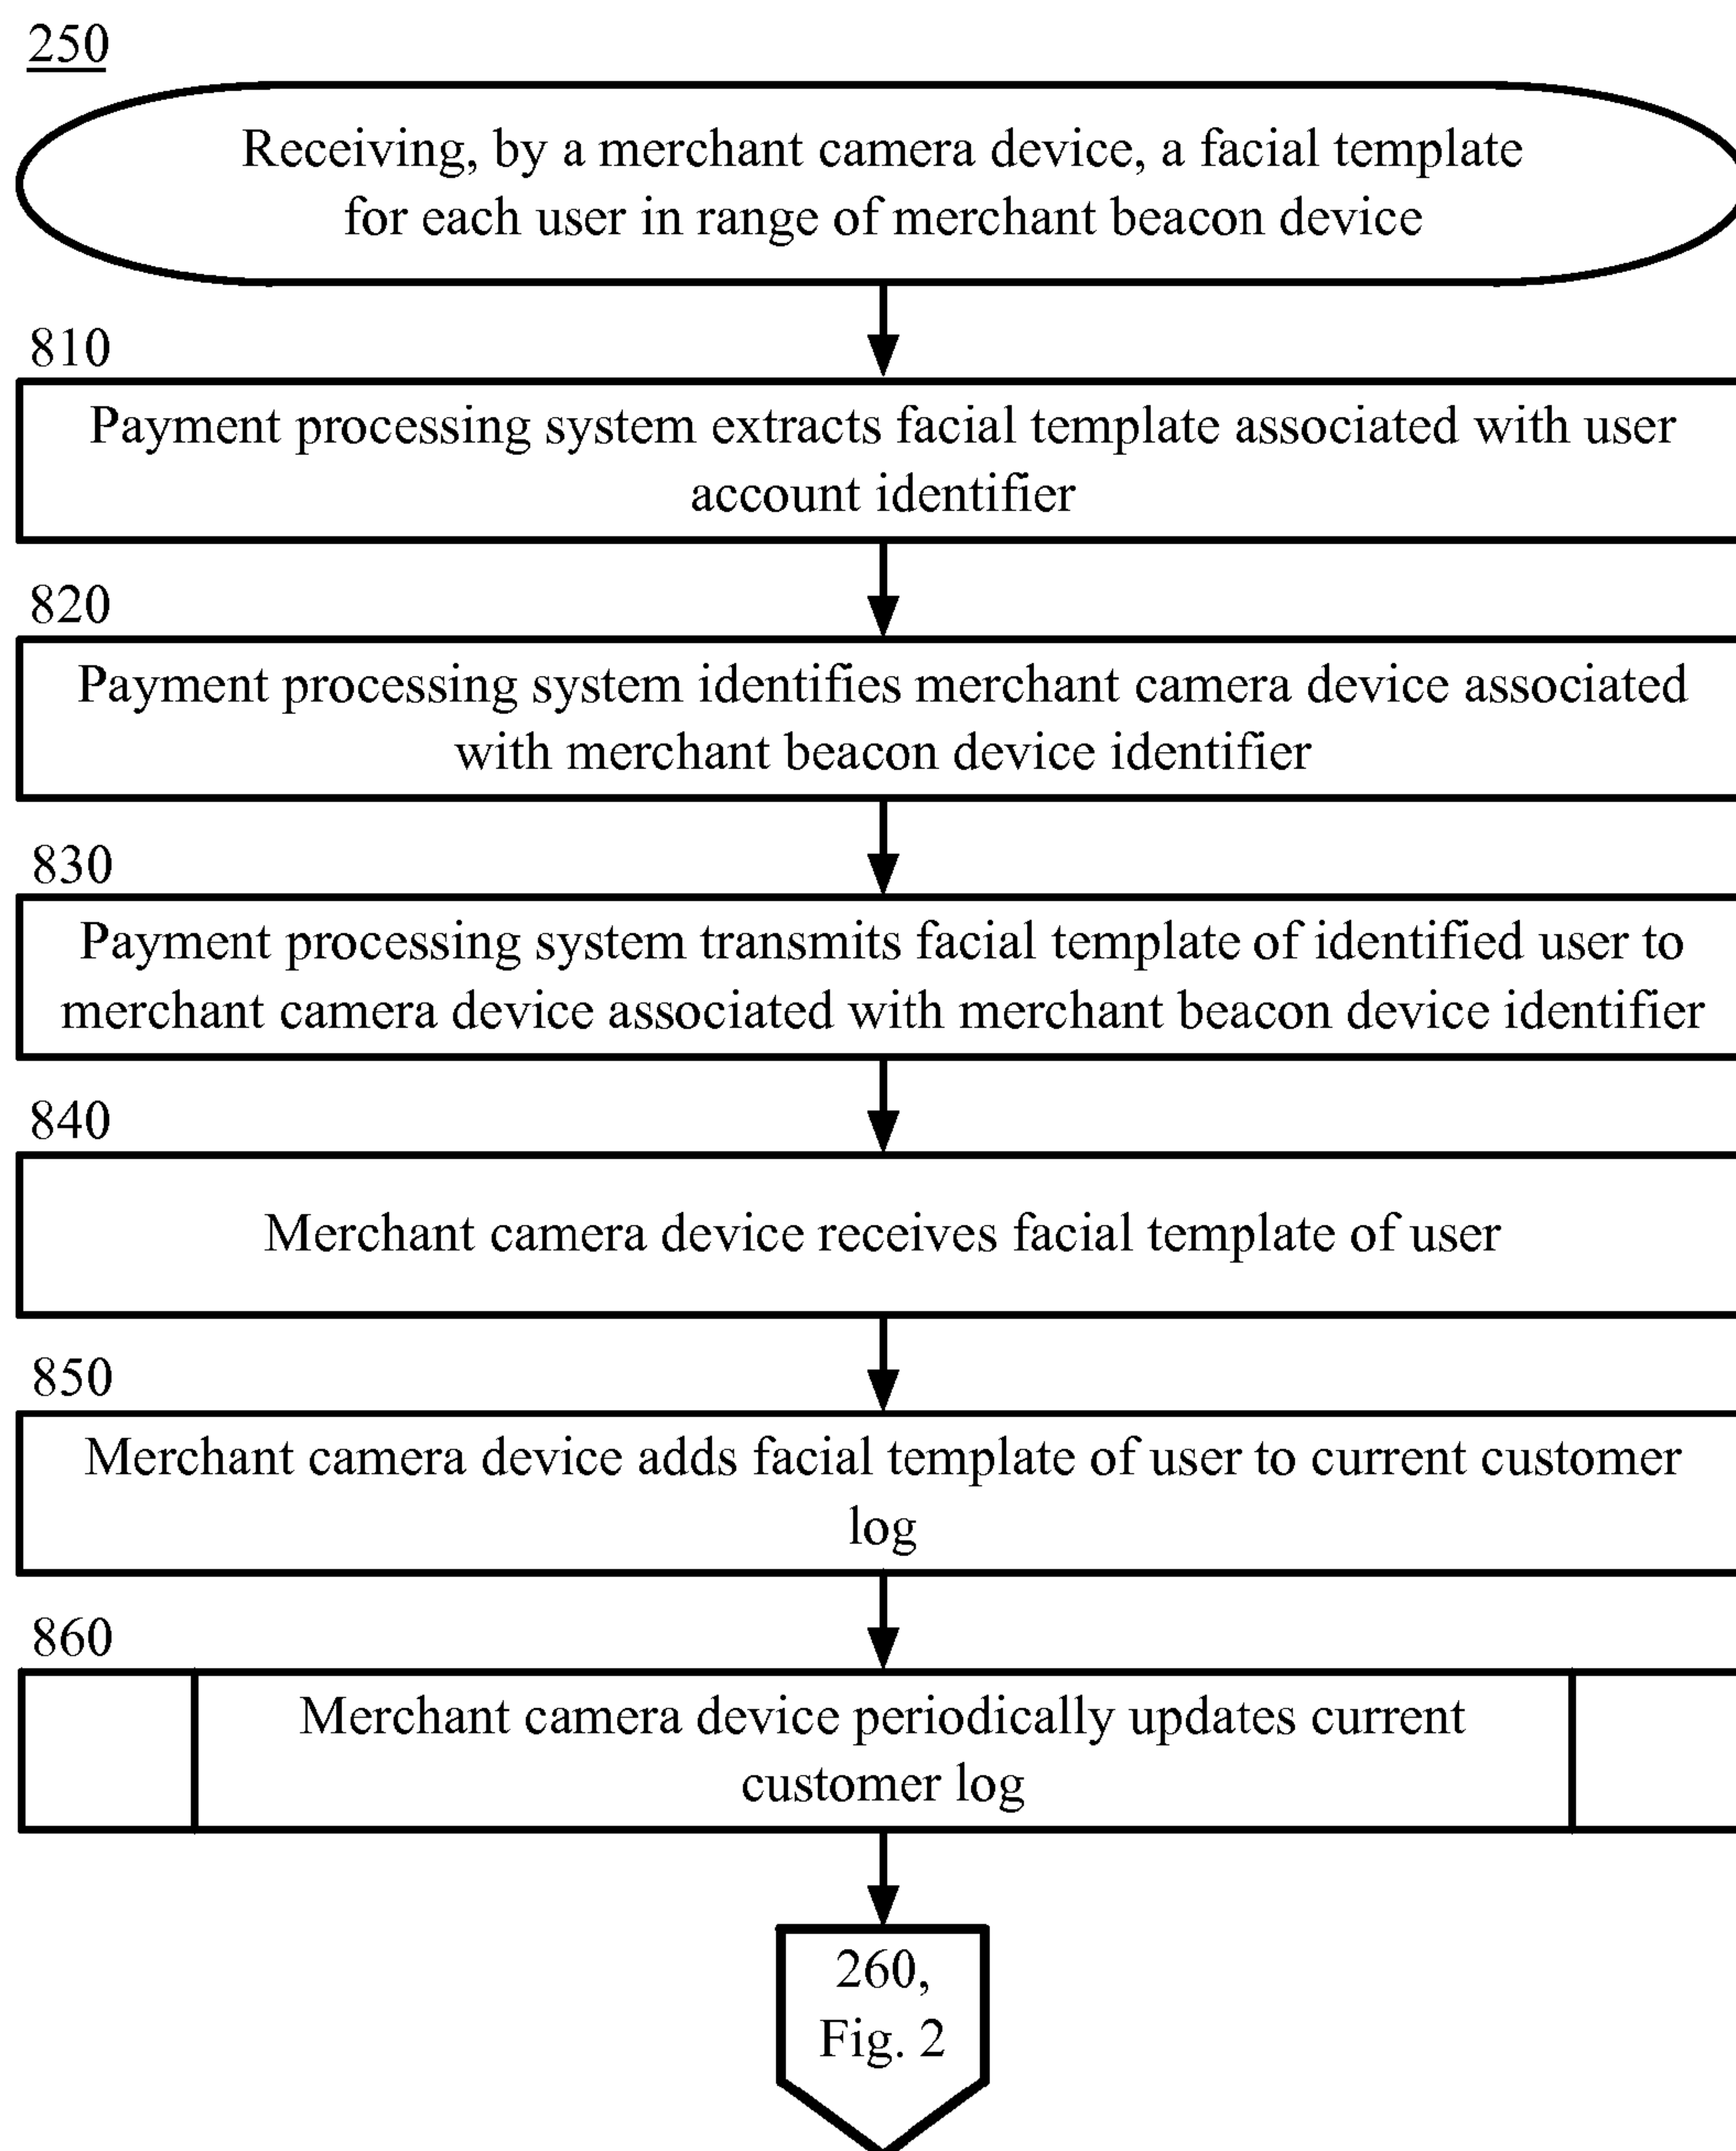 250
Receiving, by a merchant camera device, a facial template
for each user in range of merchant beacon device
810
Payment processing system extracts facial template associated with user
account identifier
820
Payment processing system identifies merchant camera device associated
with merchant beacon device identifier
830
Payment processing system transmits facial template of identified user to
merchant camera device associated with merchant beacon device identifier
840
Merchant camera device receives facial template of user
850
Merchant camera device adds facial template of user to current customer
log
860
Merchant camera device periodically updates current
customer log
260,
Fig. 2